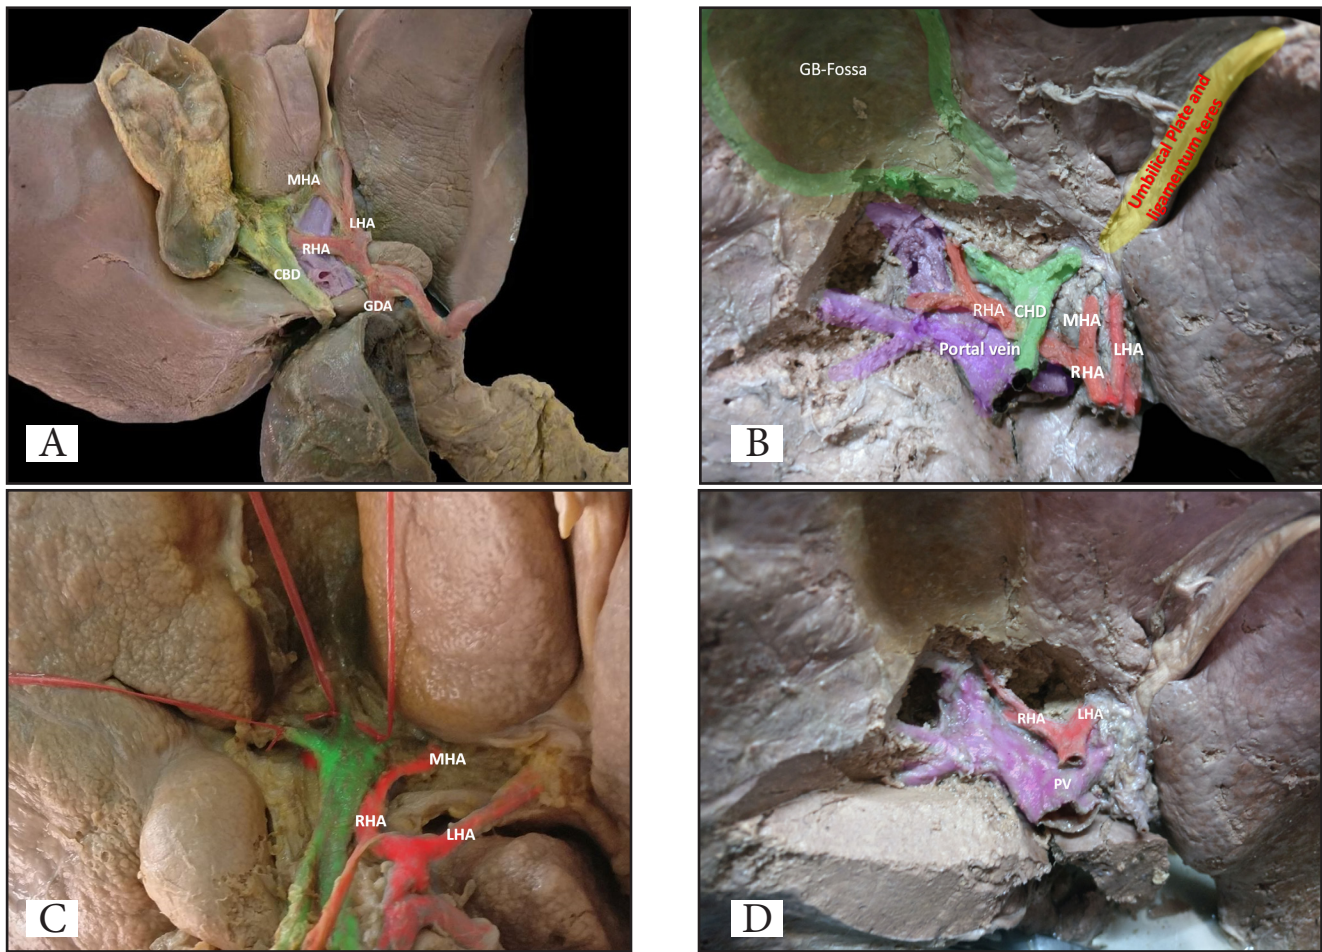 MHA
LHA
RHA
CBD
GDA
A
GB-Fossa
Umbilical Plate and
ligamentum teres
RHA
CHD
MHA
Portal vein
LHA
RHA
B
MHA
RHA
LHA
C
RHA
LHA
PV
D